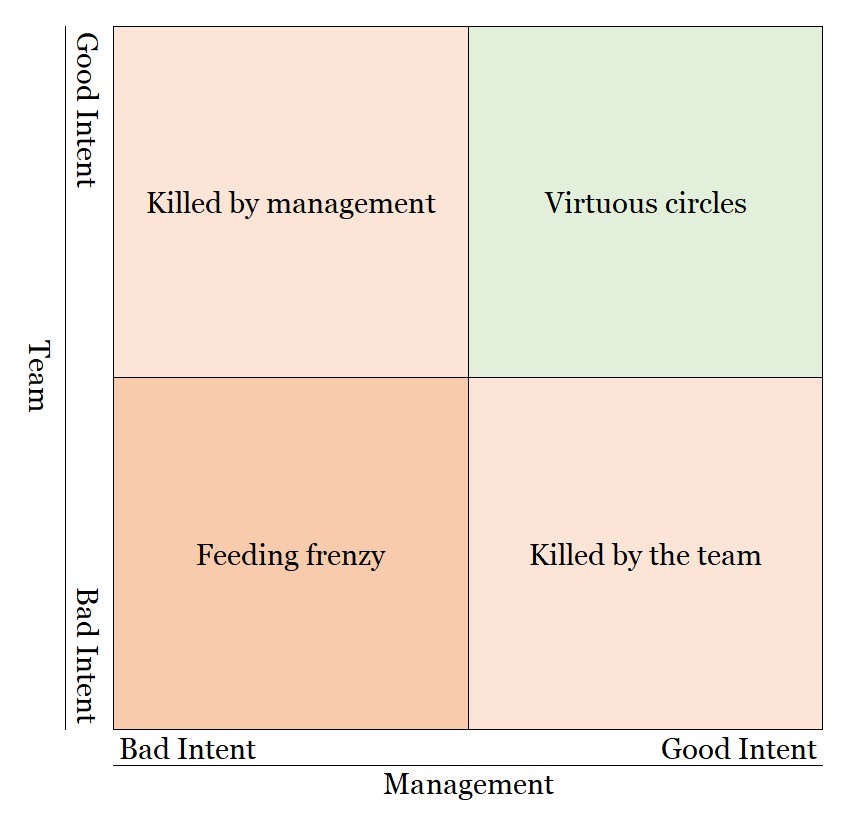 Good Intent
Killed by management
Virtuous circles
Team
Feeding frenzy
Killed by the team
Bad Intent
Bad Intent
Good Intent
Management